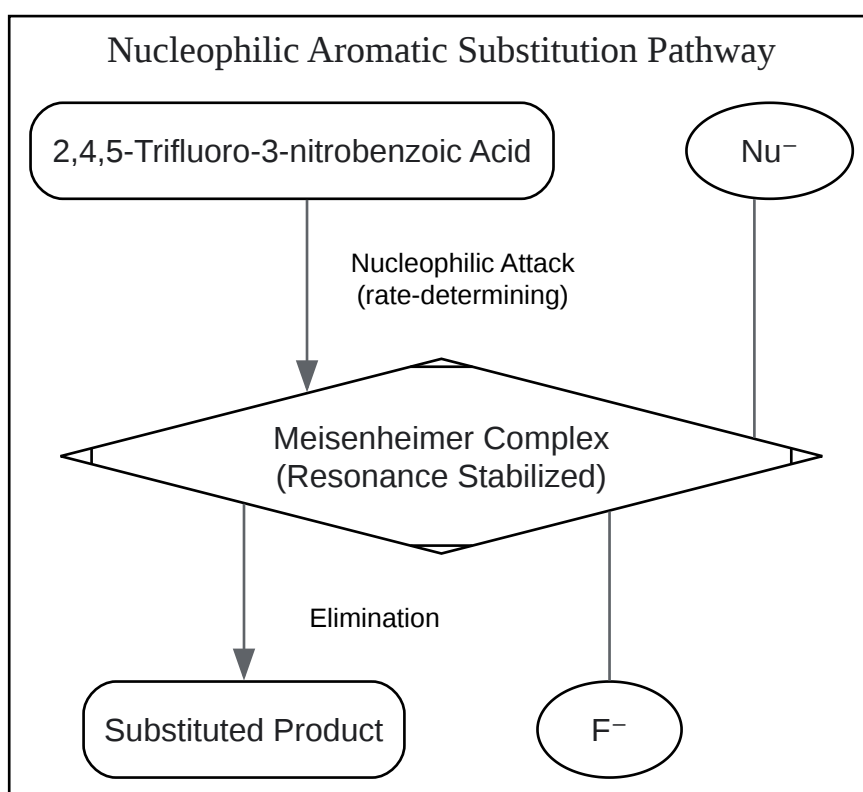 Nucleophilic Aromatic Substitution Pathway
2,4,5-Trifluoro-3-nitrobenzoic Acid
Nu⁻
Nucleophilic Attack
(rate-determining)
Meisenheimer Complex
(Resonance Stabilized)
Elimination
Substituted Product
F⁻